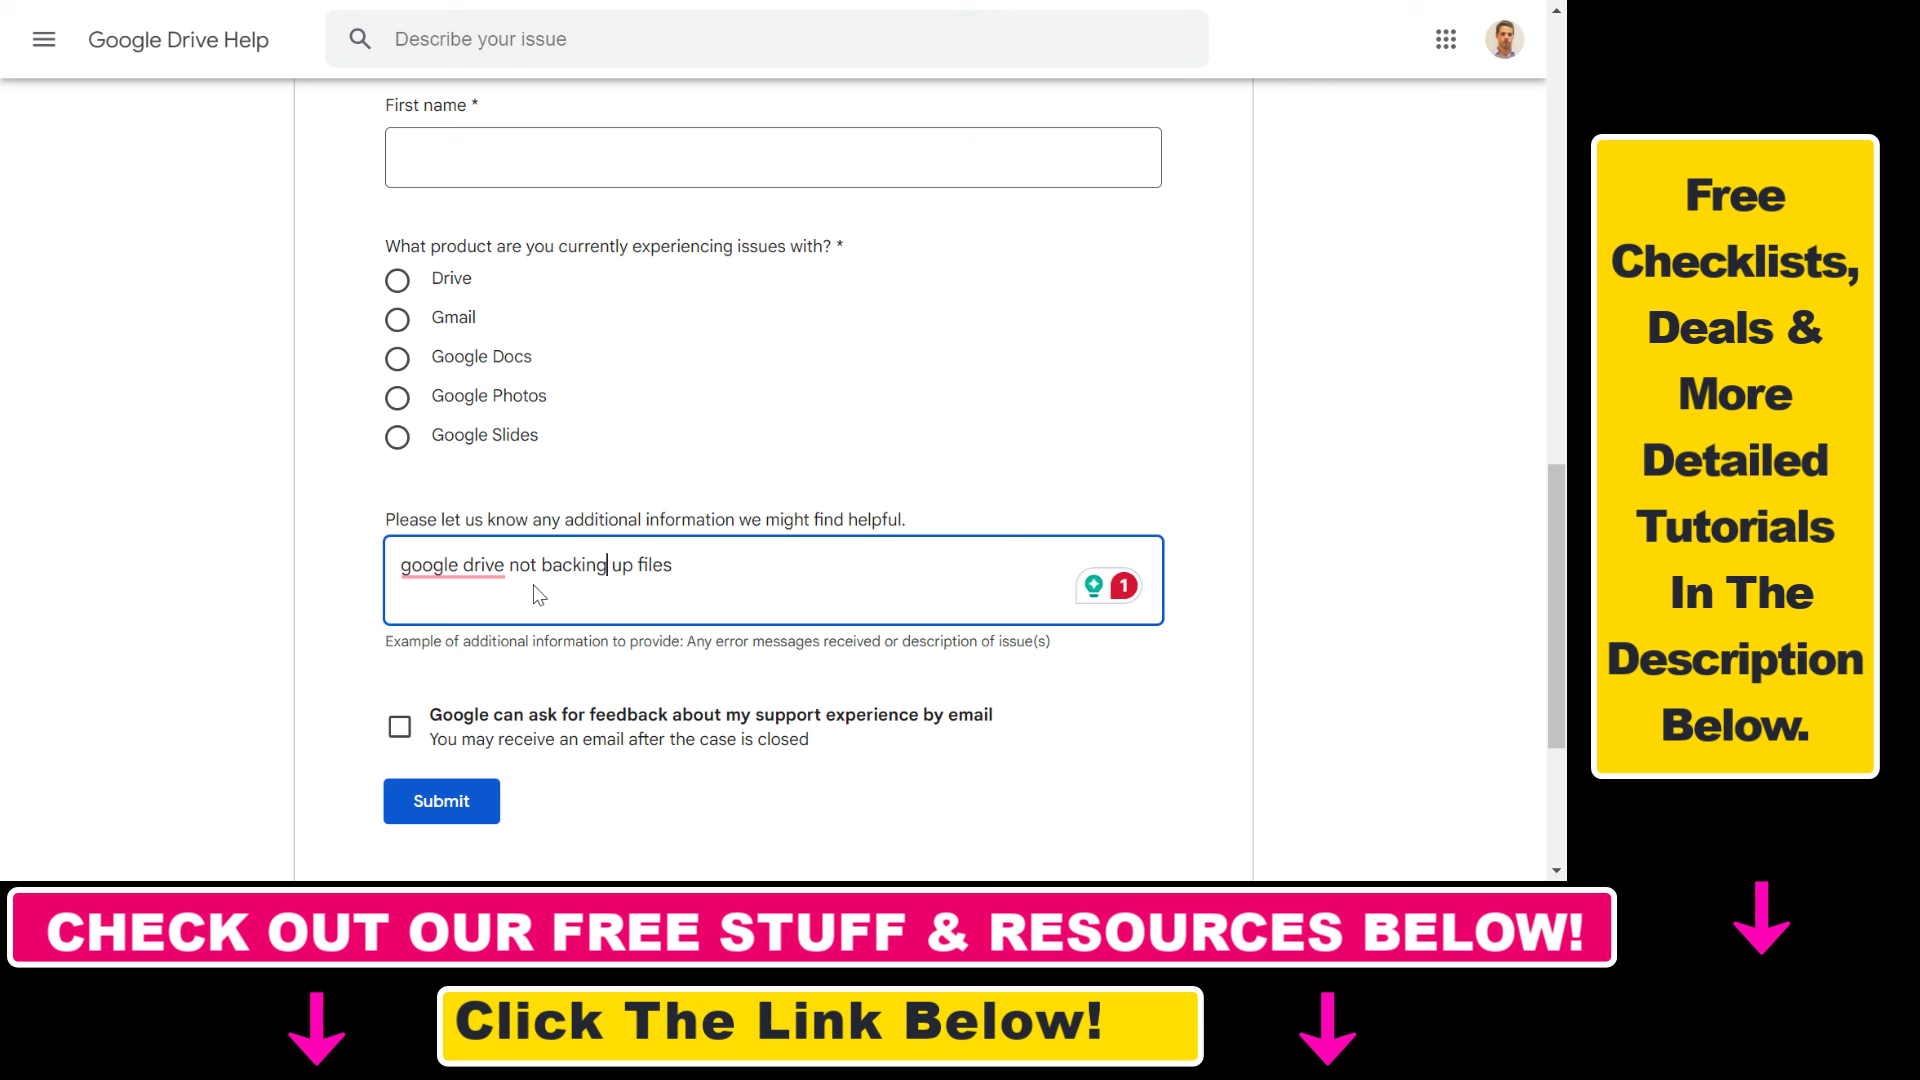 Google Drive Help
Describe your issue
First name *
What product are you currently experiencing issues with? *
Drive
Gmail
Google Docs
Google Photos
Google Slides
Please let us know any additional information we might find helpful.
google drive not backing up files
1
Example of additional information to provide: Any error messages received or description of issue(s)
Google can ask for feedback about my support experience by email
You may receive an email after the case is closed
Submit
Free
Checklists,
Deals &
More
Detailed
Tutorials
In The
Description
Below.
CHECK OUT OUR FREE STUFF & RESOURCES BELOW!
Click The Link Below!